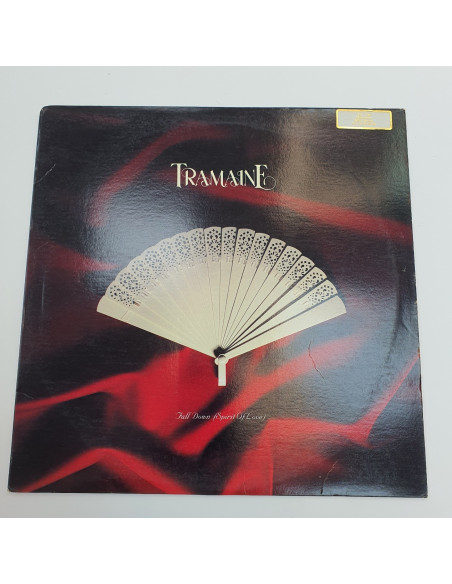 TRAMAINE
Fall Down (Spirit Of Love)